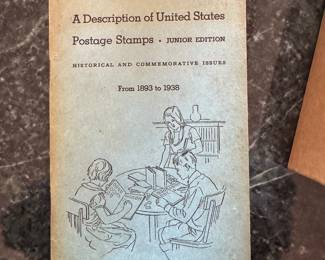 A Description of United States
Postage Stamps • JUNIOR EDITION
HISTORICAL AND COMMEMORATIVE ISSUES
From 1893 to 1938